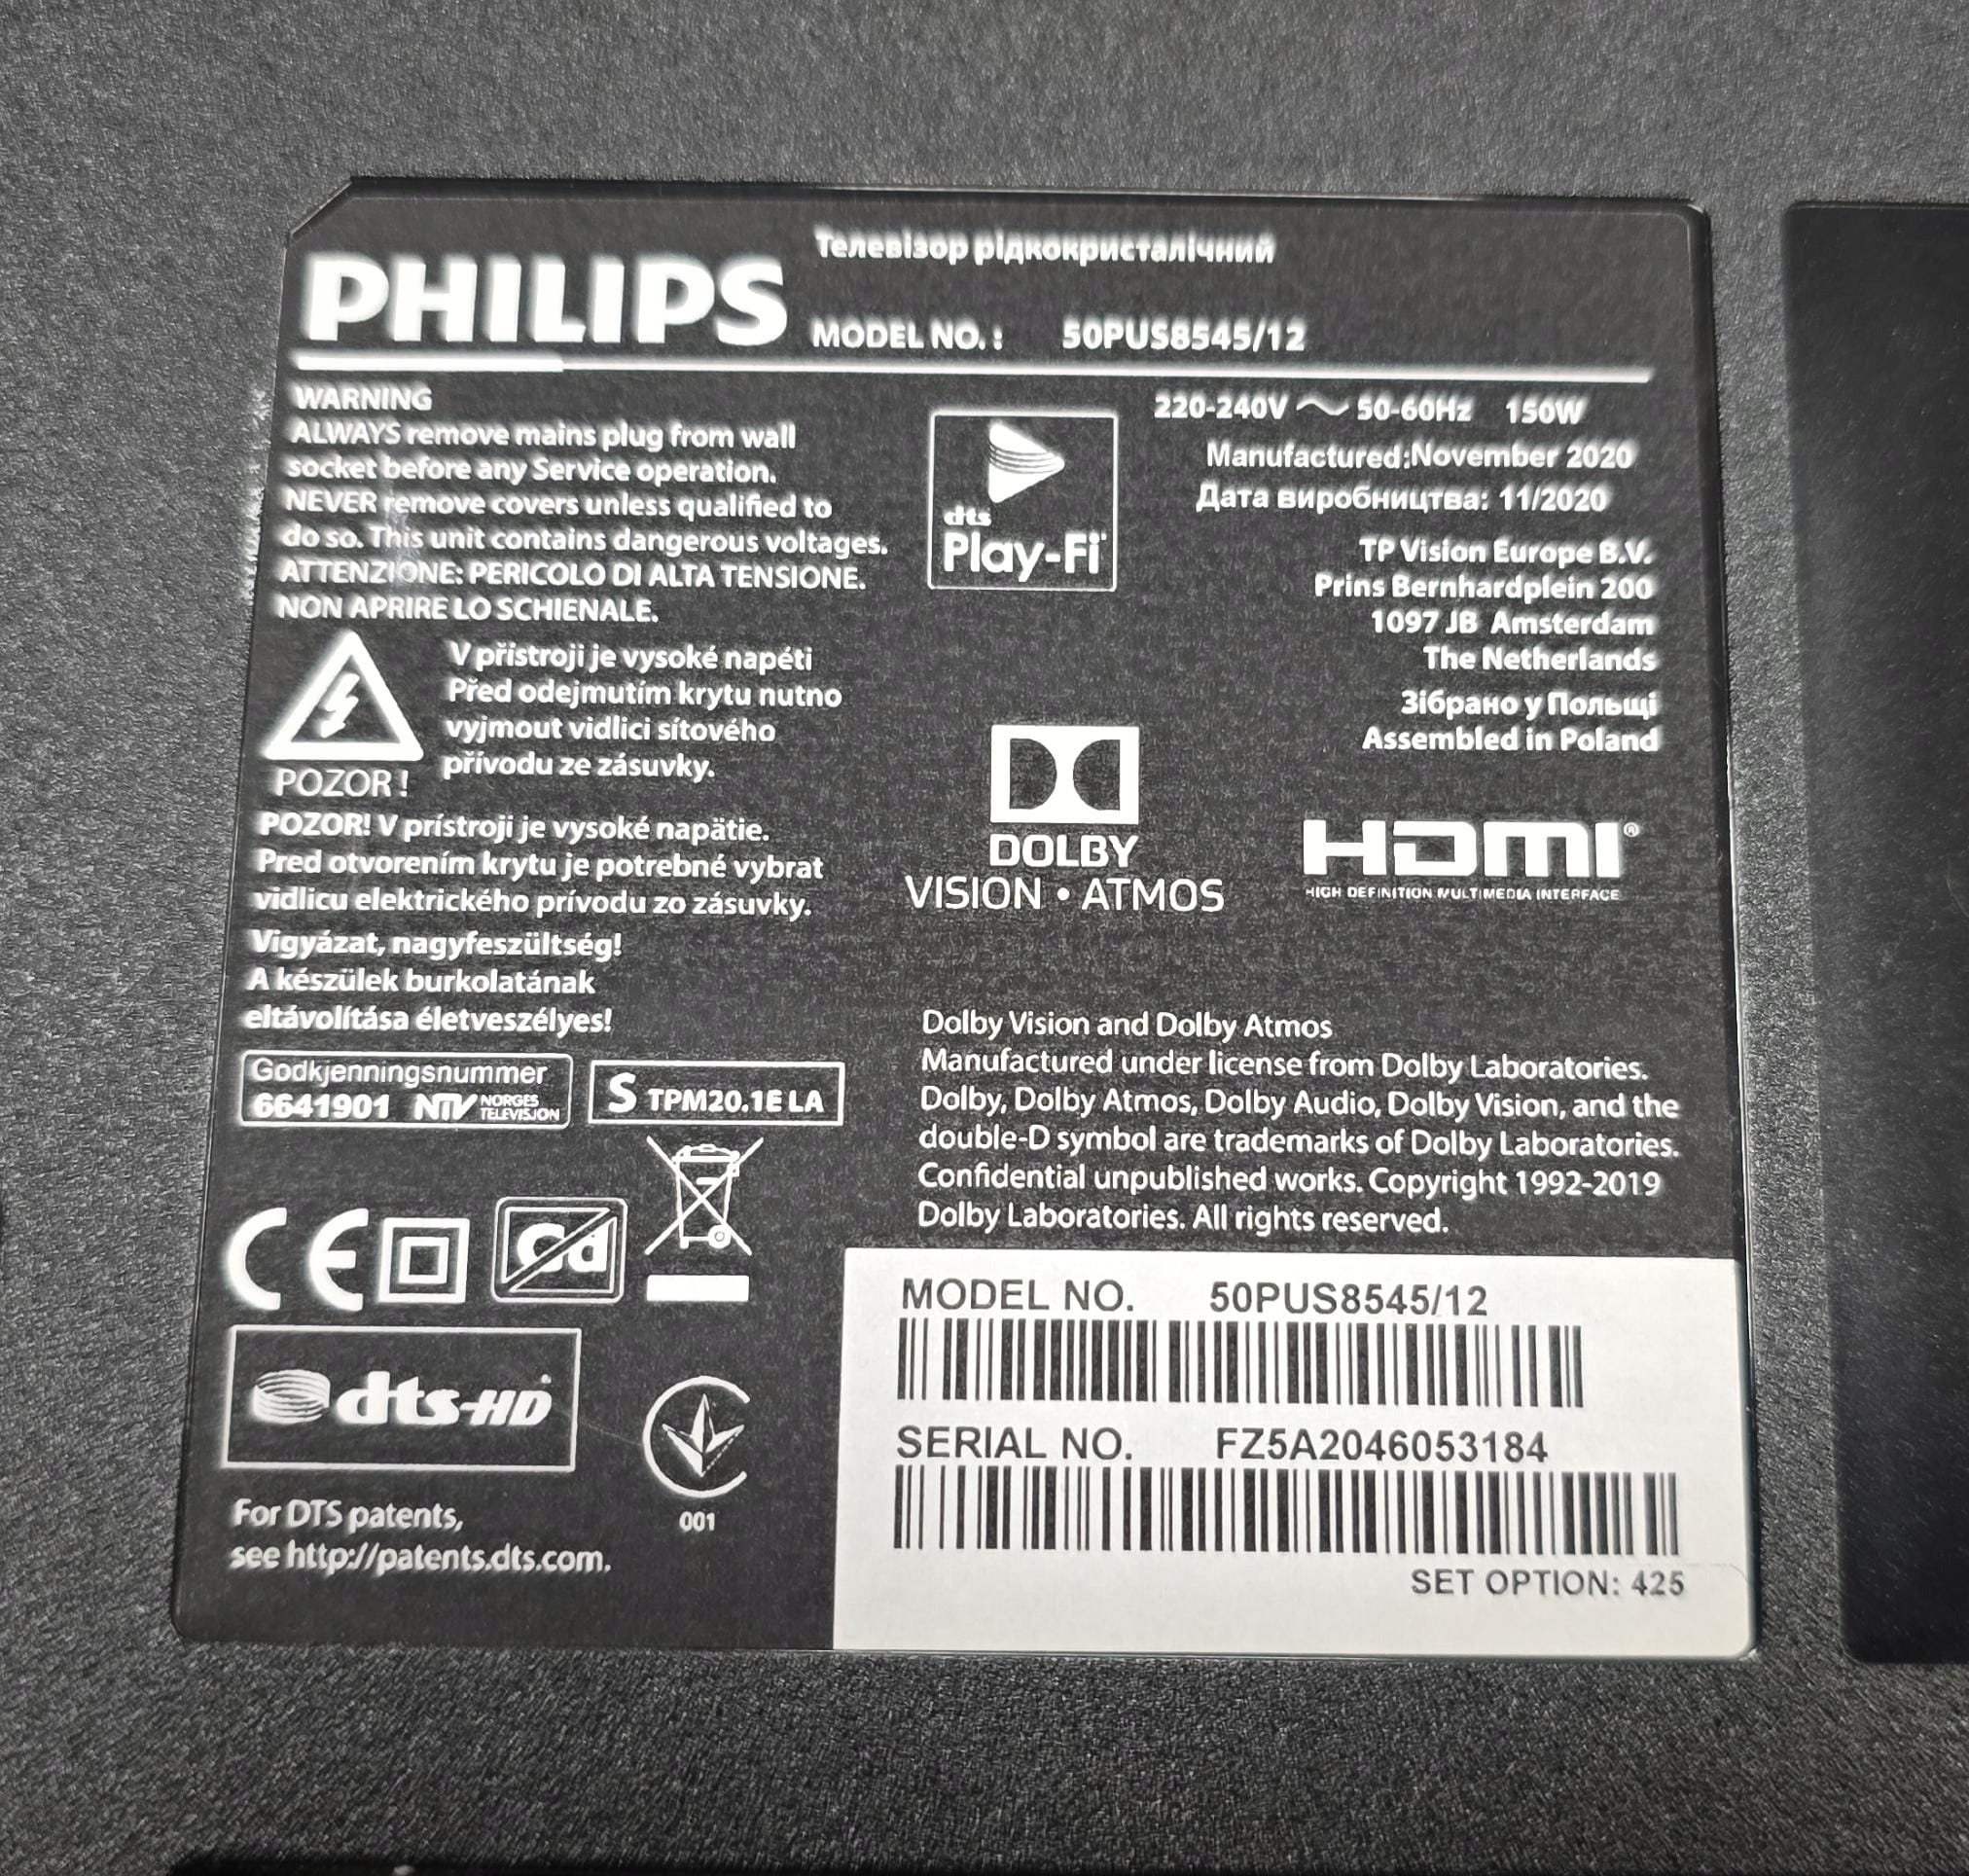 Телевізор рідкокристалічний
PHILIPS
MODEL NO. : 50PUS8545/12
WARNING
ALWAYS remove mains plug from wall
socket before any Service operation.
NEVER remove covers unless qualified to
do so. This unit contains dangerous voltages.
ATTENZIONE: PERICOLO DI ALTA TENSIONE.
NON APRIRE LO SCHIENALE.
V přístroji je vysoké napéti
Před odejmutím krytu nutno
vyjmout vidlici sítového
přívodu ze zásuvky.
POZOR !
POZOR! V prístroji je vysoké napätie.
Pred otvorením krytu je potrebné vybrat
vidlicu elektrického prívodu zo zásuvky.
Vigyázat, nagyfeszültség!
A készülek burkolatának
eltávolítása életveszélyes!
Godkjenningsnummer
6641901 NTV NORGES
TELEVISJON
S TPM20.1E LA
CE
Cd
dts-HD
001
For DTS patents,
see http://patents.dts.com.
dts
Play-Fi
220-240V ~ 50-60Hz 150W
Manufactured:November 2020
Дата виробництва: 11/2020
TP Vision Europe B.V.
Prins Bernhardplein 200
1097 JB Amsterdam
The Netherlands
Зібрано у Польщі
Assembled in Poland
DOLBY
VISION • ATMOS
HDMI®
HIGH DEFINITION MULTIMEDIA INTERFACE
Dolby Vision and Dolby Atmos
Manufactured under license from Dolby Laboratories.
Dolby, Dolby Atmos, Dolby Audio, Dolby Vision, and the
double-D symbol are trademarks of Dolby Laboratories.
Confidential unpublished works. Copyright 1992-2019
Dolby Laboratories. All rights reserved.
MODEL NO. 50PUS8545/12
SERIAL NO. FZ5A2046053184
SET OPTION: 425